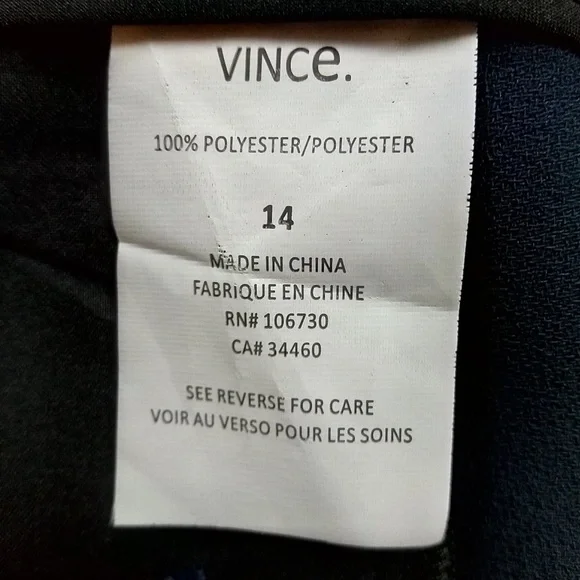 VINCe.
100% POLYESTER/POLYESTER
14
MADE IN CHINA
FABRIQUE EN CHINE
RN# 106730
CA# 34460
SEE REVERSE FOR CARE
VOIR AU VERSO POUR LES SOINS